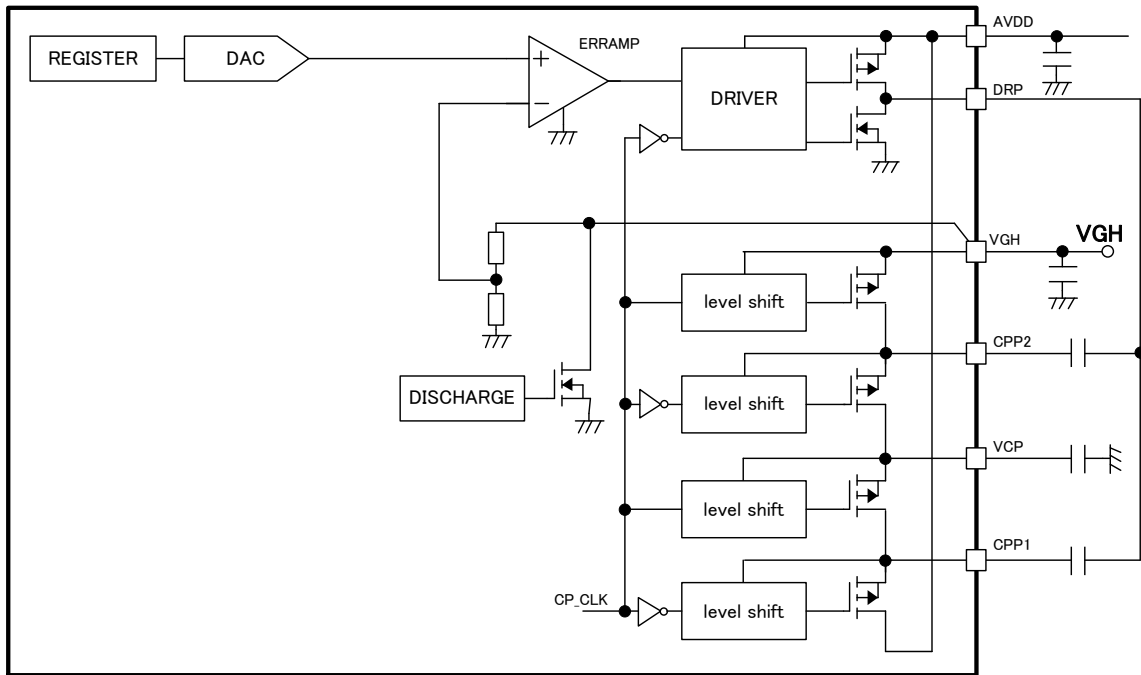 AVDD
ERRAMP
REGISTER
DAC
+
−
DRIVER
DRP
VGH
VGH
level shift
CPP2
DISCHARGE
level shift
VCP
level shift
CPP1
CP_CLK
level shift